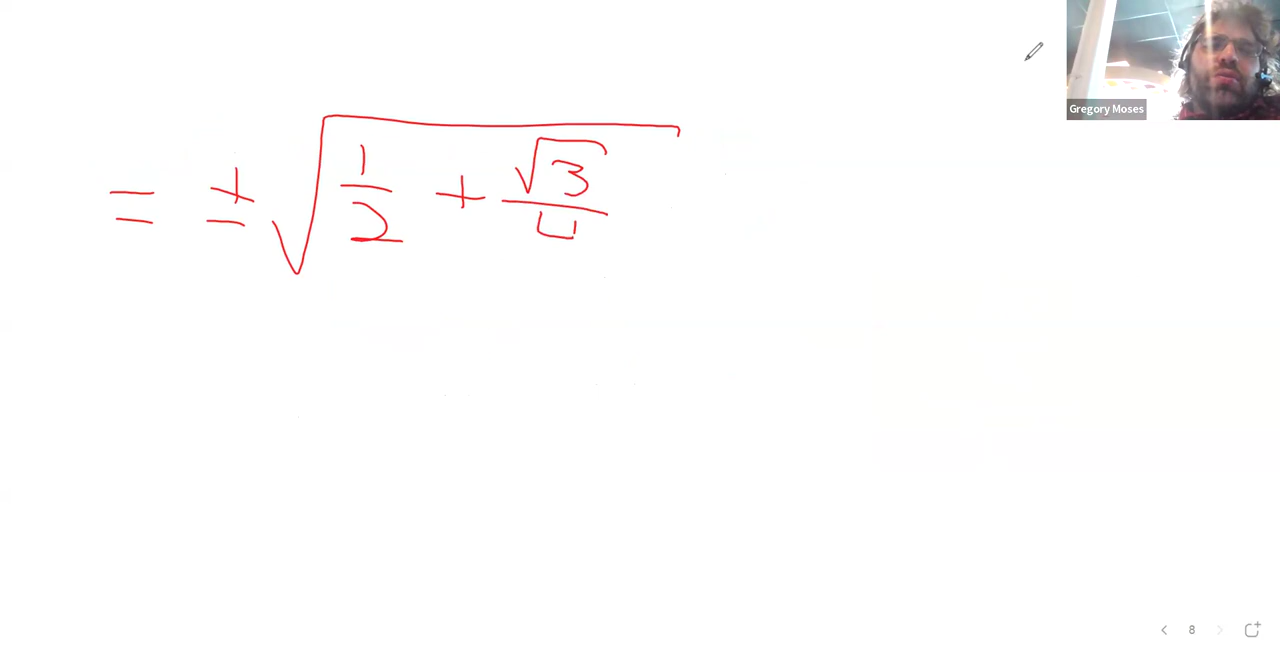 = ± √(1/2 + √3/4)
Gregory Moses
8